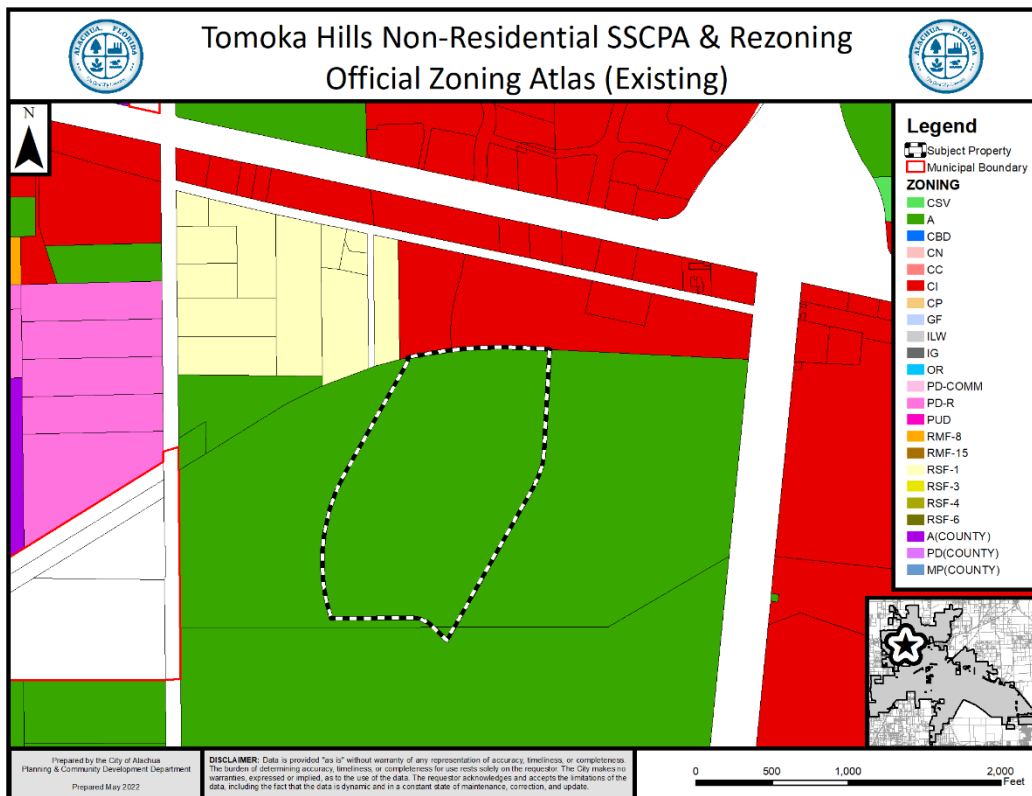 ALACHUA, FLORIDA
Tomoka Hills Non-Residential SSCPA & Rezoning
Official Zoning Atlas (Existing)
ALACHUA, FLORIDA
N
Legend
Subject Property
Municipal Boundary
ZONING
CSV
A
CBD
CN
CC
CI
CP
GF
ILW
IG
OR
PD-COMM
PD-R
PUD
RMF-8
RMF-15
RSF-1
RSF-3
RSF-4
RSF-6
A(COUNTY)
PD(COUNTY)
MP(COUNTY)
Prepared by the City of Alachua
Planning & Community Development Department
Prepared May 2022
DISCLAIMER: Data is provided "as is" without warranty of any representation of accuracy, timeliness, or completeness.
The burden of determining accuracy, timeliness, or completeness for use rests solely on the requestor. The City makes no
warranties, expressed or implied, as to the use of the data. The requestor acknowledges and accepts the limitations of the
data, including the fact that the data is dynamic and in a constant state of maintenance, correction, and update.
0 500 1,000 2,000
Feet